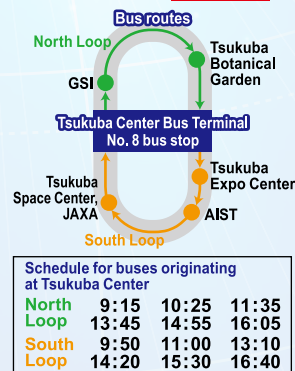 Bus routes
North Loop
Tsukuba
Botanical
Garden
GSI
Tsukuba Center Bus Terminal
No. 8 bus stop
Tsukuba
Expo Center
Tsukuba
Space Center,
JAXA
AIST
South Loop
Schedule for buses originating
at Tsukuba Center
North 9:15 10:25 11:35
Loop 13:45 14:55 16:05
South 9:50 11:00 13:10
Loop 14:20 15:30 16:40